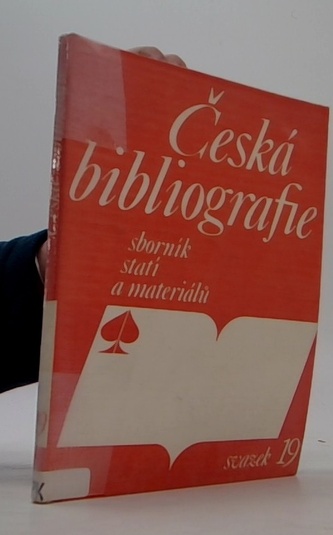 Česká
bibliografie
sborník
statí
a materiálů
svazek 19
K